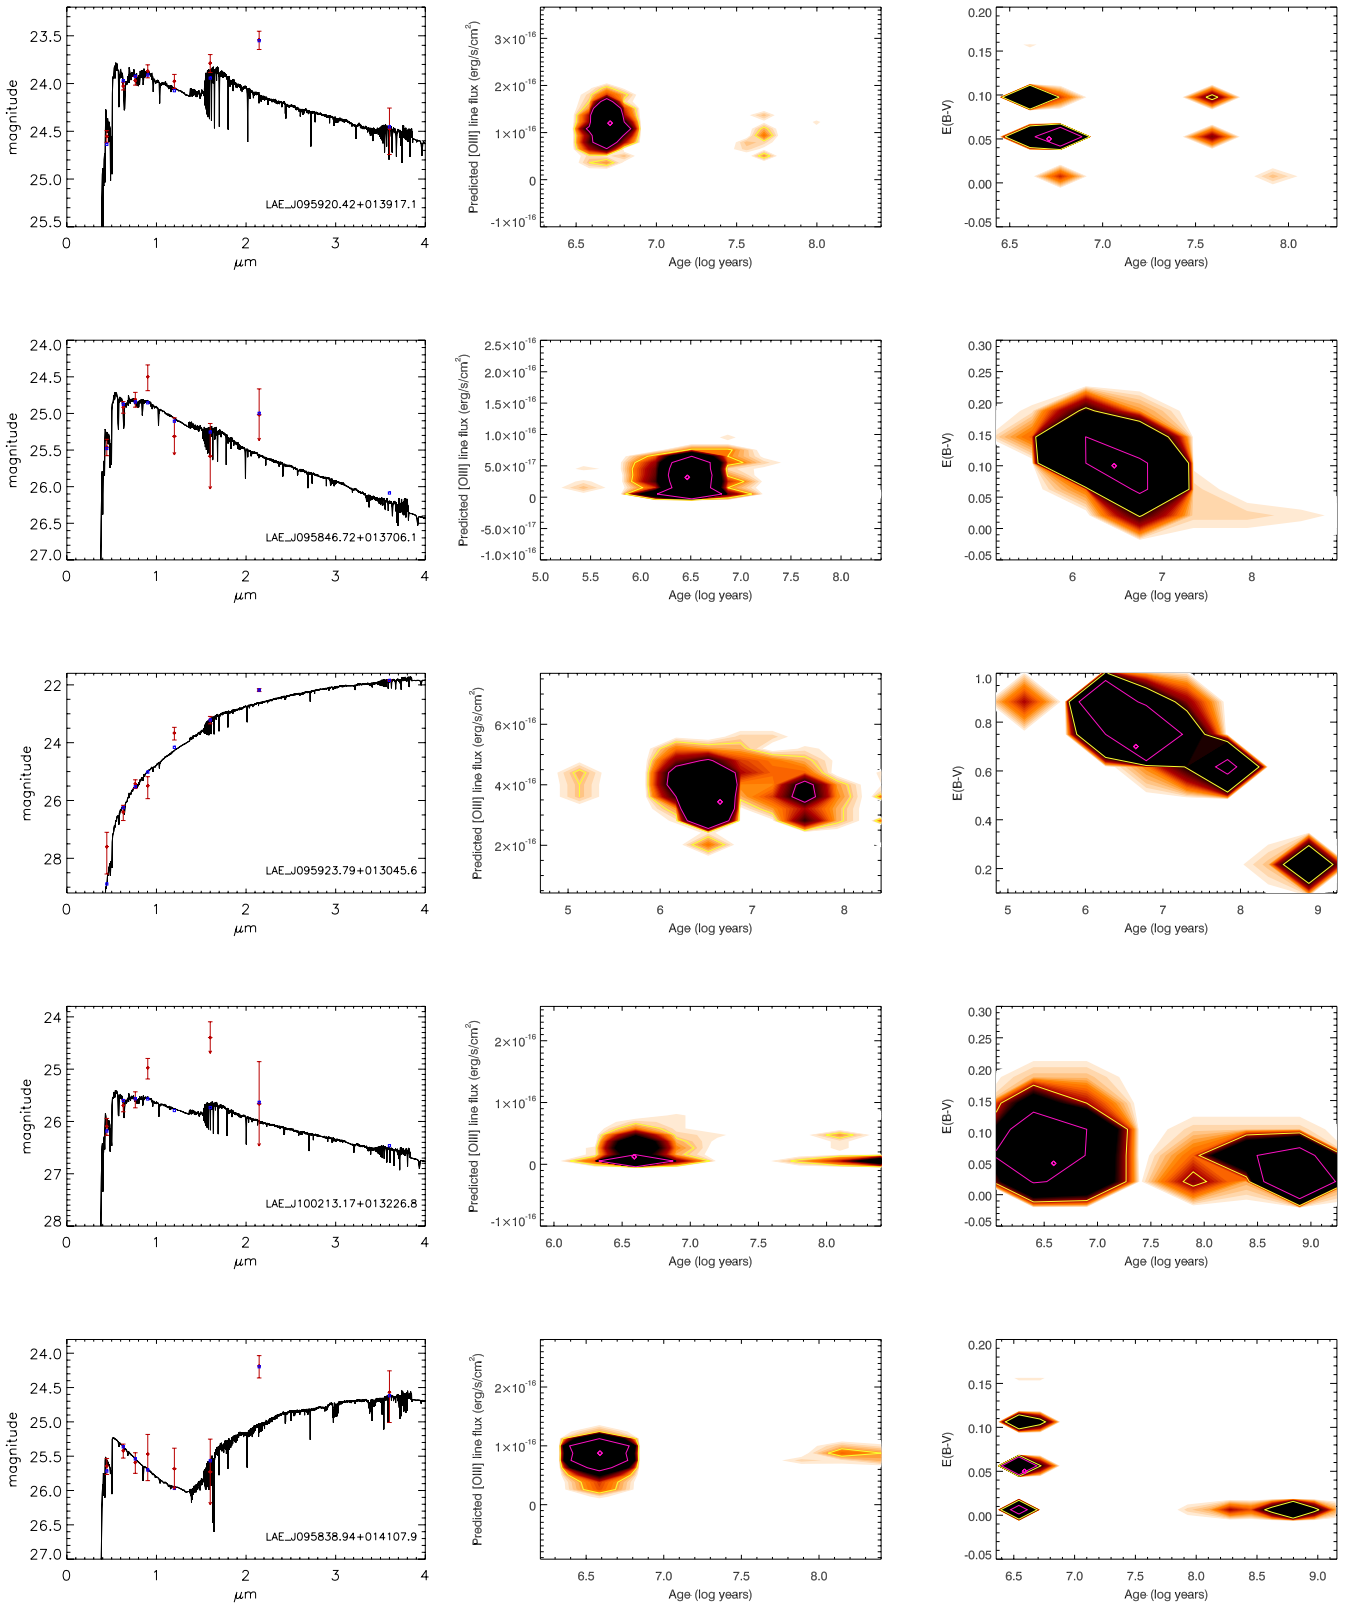 23.5
24.0
24.5
25.0
25.5
magnitude
LAE_J095920.42+013917.1
0 1 2 3 4
μm
3×10⁻¹⁶
2×10⁻¹⁶
1×10⁻¹⁶
0
-1×10⁻¹⁶
Predicted [OIII] line flux (erg/s/cm²)
6.5 7.0 7.5 8.0
Age (log years)
0.20
0.15
0.10
0.05
0.00
-0.05
E(B-V)
6.5 7.0 7.5 8.0
Age (log years)
24.0
24.5
25.0
25.5
26.0
26.5
27.0
magnitude
LAE_J095846.72+013706.1
0 1 2 3 4
μm
2.5×10⁻¹⁶
2.0×10⁻¹⁶
1.5×10⁻¹⁶
1.0×10⁻¹⁶
5.0×10⁻¹⁷
0
-5.0×10⁻¹⁷
-1.0×10⁻¹⁶
Predicted [OIII] line flux (erg/s/cm²)
5.0 5.5 6.0 6.5 7.0 7.5 8.0
Age (log years)
0.30
0.20
0.15
0.10
0.05
0.00
-0.05
E(B-V)
6 7 8
Age (log years)
22
24
26
28
magnitude
LAE_J095923.79+013045.6
0 1 2 3 4
μm
6×10⁻¹⁶
4×10⁻¹⁶
2×10⁻¹⁶
Predicted [OIII] line flux (erg/s/cm²)
5 6 7 8
Age (log years)
1.0
0.8
0.6
0.4
0.2
E(B-V)
5 6 7 8 9
Age (log years)
24
25
26
27
28
magnitude
LAE_J100213.17+013226.8
0 1 2 3 4
μm
2×10⁻¹⁶
1×10⁻¹⁶
0
-1×10⁻¹⁶
Predicted [OIII] line flux (erg/s/cm²)
6.0 6.5 7.0 7.5 8.0
Age (log years)
0.30
0.20
0.15
0.10
0.05
0.00
-0.05
E(B-V)
6.5 7.0 7.5 8.0 8.5 9.0
Age (log years)
24.0
24.5
25.0
25.5
26.0
26.5
27.0
magnitude
LAE_J095838.94+014107.9
0 1 2 3 4
μm
2×10⁻¹⁶
1×10⁻¹⁶
0
Predicted [OIII] line flux (erg/s/cm²)
6.5 7.0 7.5 8.0
Age (log years)
0.20
0.15
0.10
0.05
0.00
-0.05
E(B-V)
6.5 7.0 7.5 8.0 8.5 9.0
Age (log years)